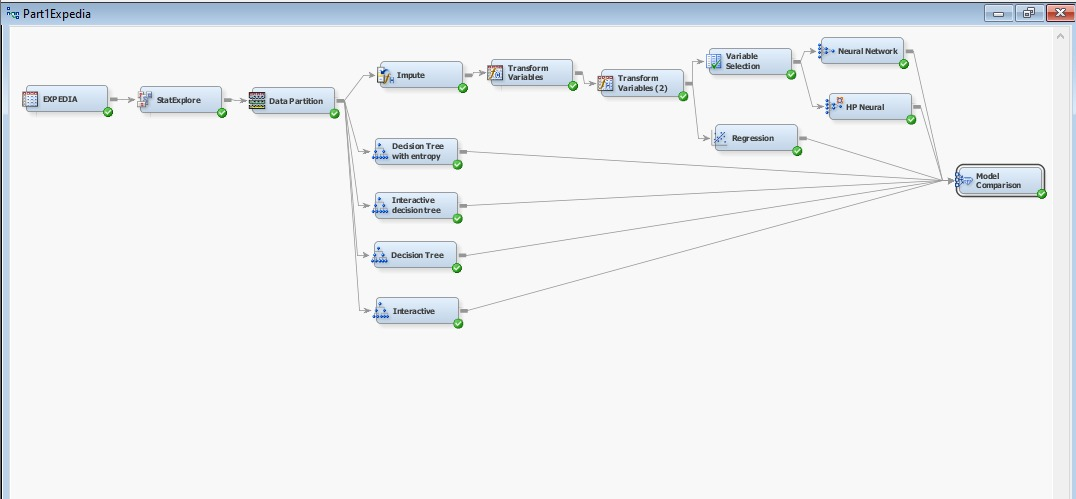 Part1Expedia
EXPEDIA
StatExplore
Data Partition
Impute
Transform
Variables
Transform
Variables (2)
Variable
Selection
Neural Network
HP Neural
Regression
Decision Tree
with entropy
Interactive
decision tree
Decision Tree
Interactive
Model
Comparison